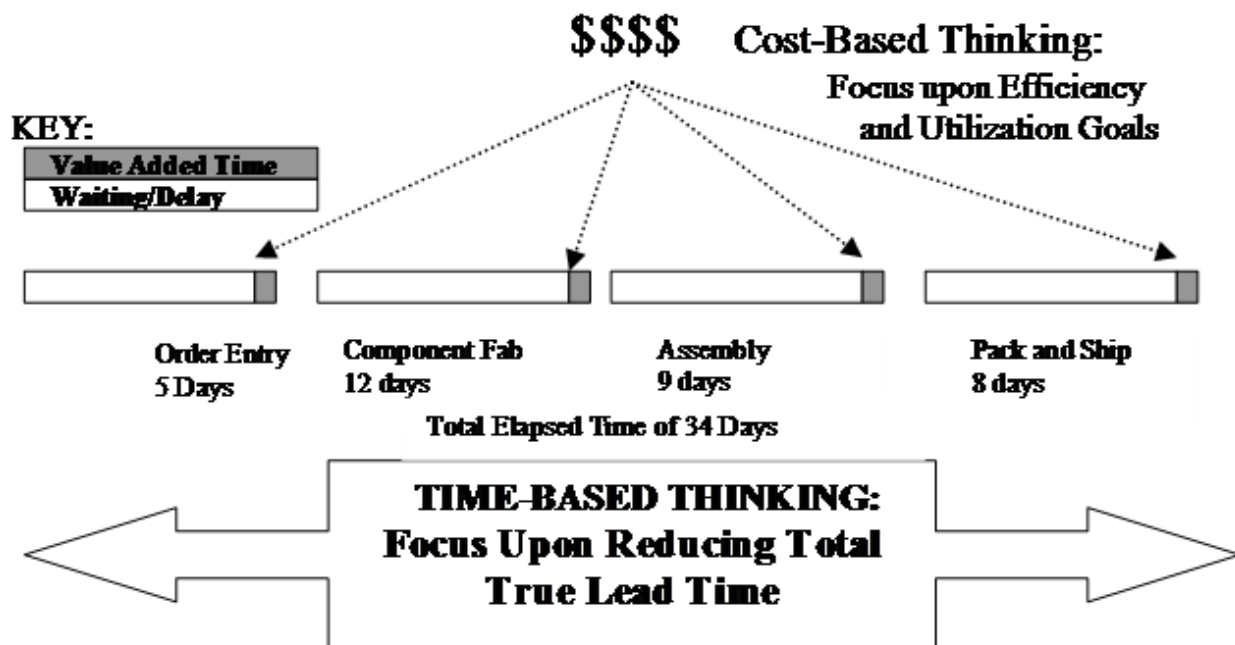 $$$$ Cost-Based Thinking:
Focus upon Efficiency
and Utilization Goals
KEY:
Value Added Time
Waiting/Delay
Order Entry
5 Days
Component Fab
12 days
Assembly
9 days
Pack and Ship
8 days
Total Elapsed Time of 34 Days
TIME-BASED THINKING:
Focus Upon Reducing Total
True Lead Time